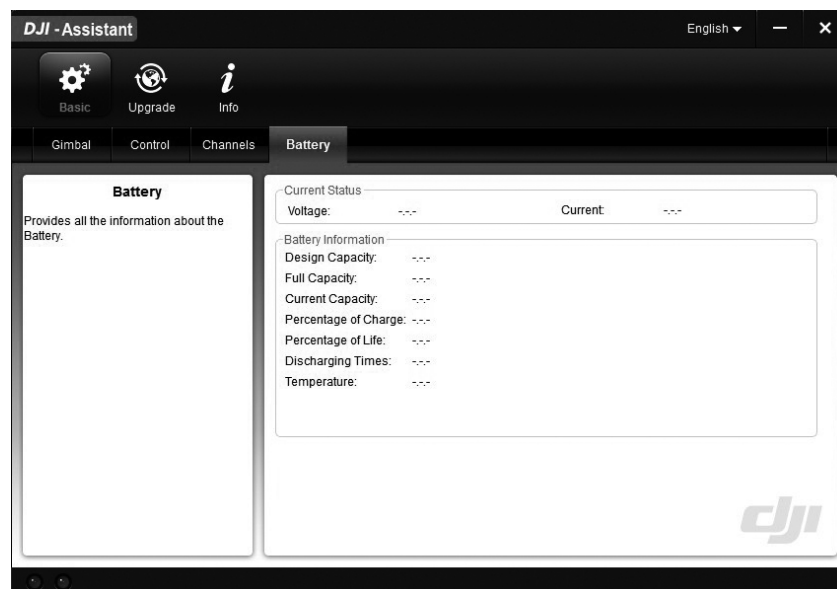 DJI - Assistant
English
Basic
Upgrade
Info
Gimbal
Control
Channels
Battery
Battery
Provides all the information about the
Battery.
Current Status
Voltage: -.-.-
Current: -.-.-
Battery Information
Design Capacity: -.-.-
Full Capacity: -.-.-
Current Capacity: -.-.-
Percentage of Charge: -.-.-
Percentage of Life: -.-.-
Discharging Times: -.-.-
Temperature: -.-.-
dji